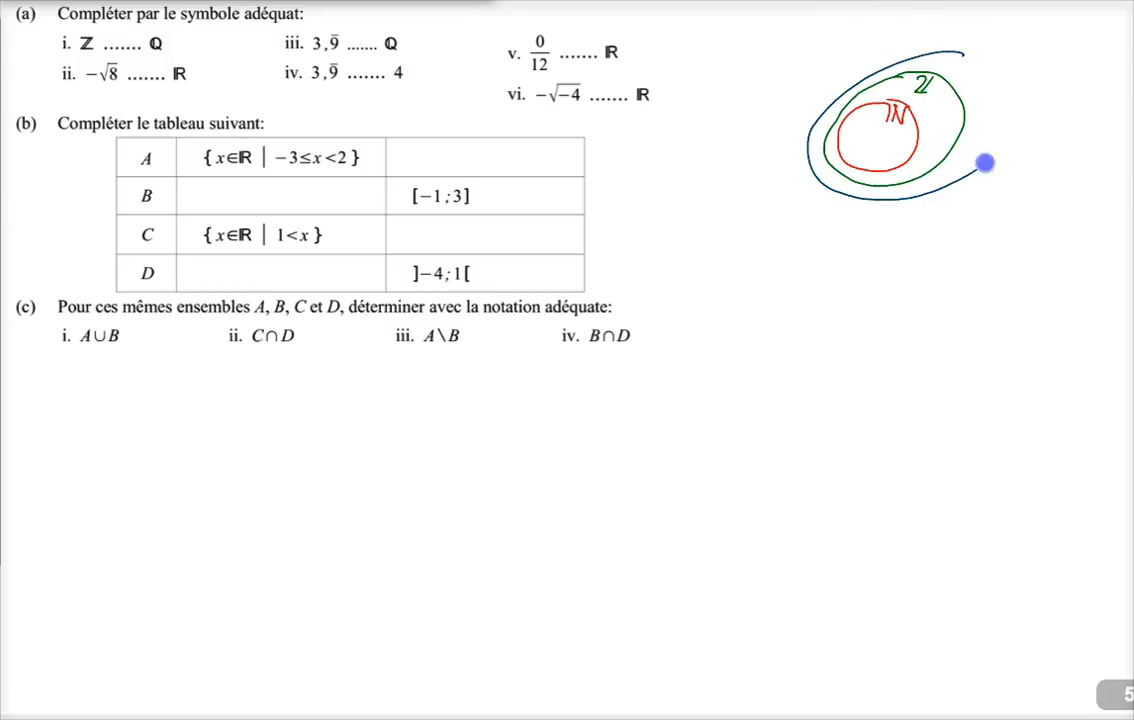 (a) Compléter par le symbole adéquat:
i. ℤ ....... ℚ
iii. 3,9̄ ....... ℚ
v. 0/12 ....... ℝ
ii. −√8 ....... ℝ
iv. 3,9̄ ....... 4
vi. −√−4 ....... ℝ
(b) Compléter le tableau suivant:
A {x∈ℝ | −3≤x<2}
B [−1;3]
C {x∈ℝ | 1<x}
D ]−4;1[
(c) Pour ces mêmes ensembles A, B, C et D, déterminer avec la notation adéquate:
i. A∪B ii. C∩D iii. A\B iv. B∩D
ℤ
ℕ
5